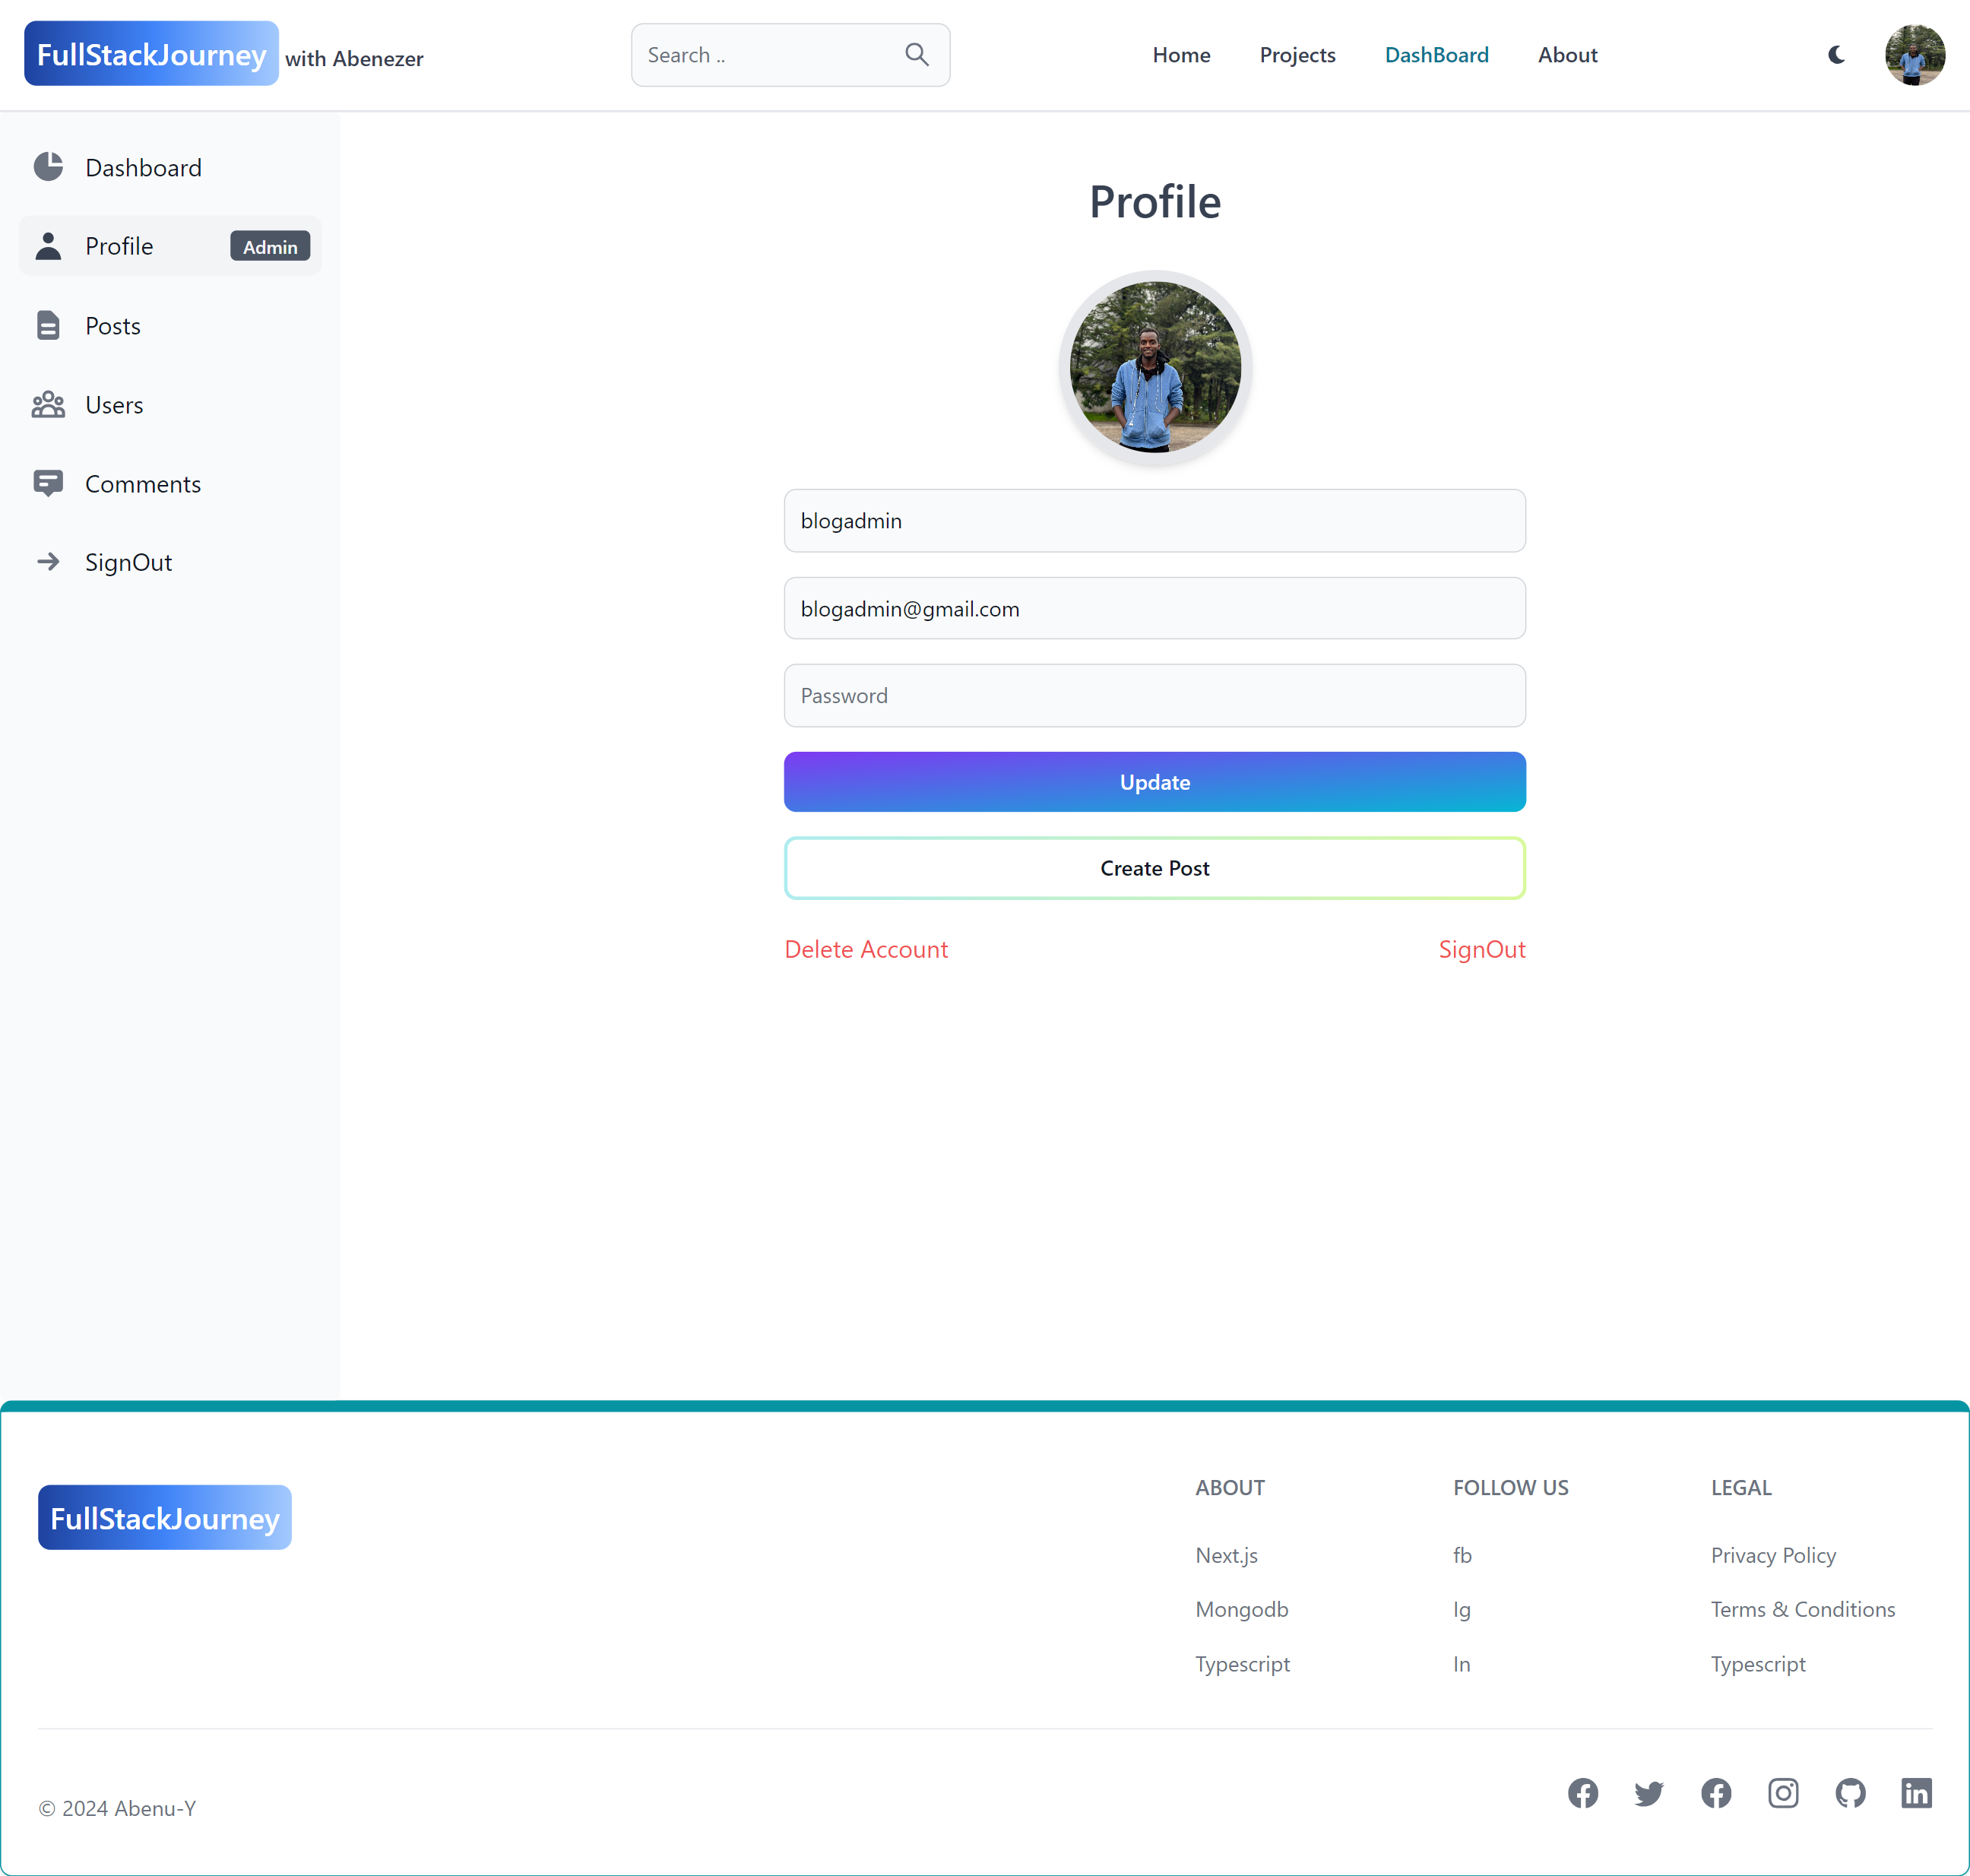 FullStackJourney with Abenezer
Search ..
Home
Projects
DashBoard
About
Dashboard
Profile
Admin
Posts
Users
Comments
SignOut
Profile
blogadmin
blogadmin@gmail.com
Password
Update
Create Post
Delete Account
SignOut
FullStackJourney
ABOUT
Next.js
Mongodb
Typescript
FOLLOW US
fb
Ig
In
LEGAL
Privacy Policy
Terms & Conditions
Typescript
© 2024 Abenu-Y